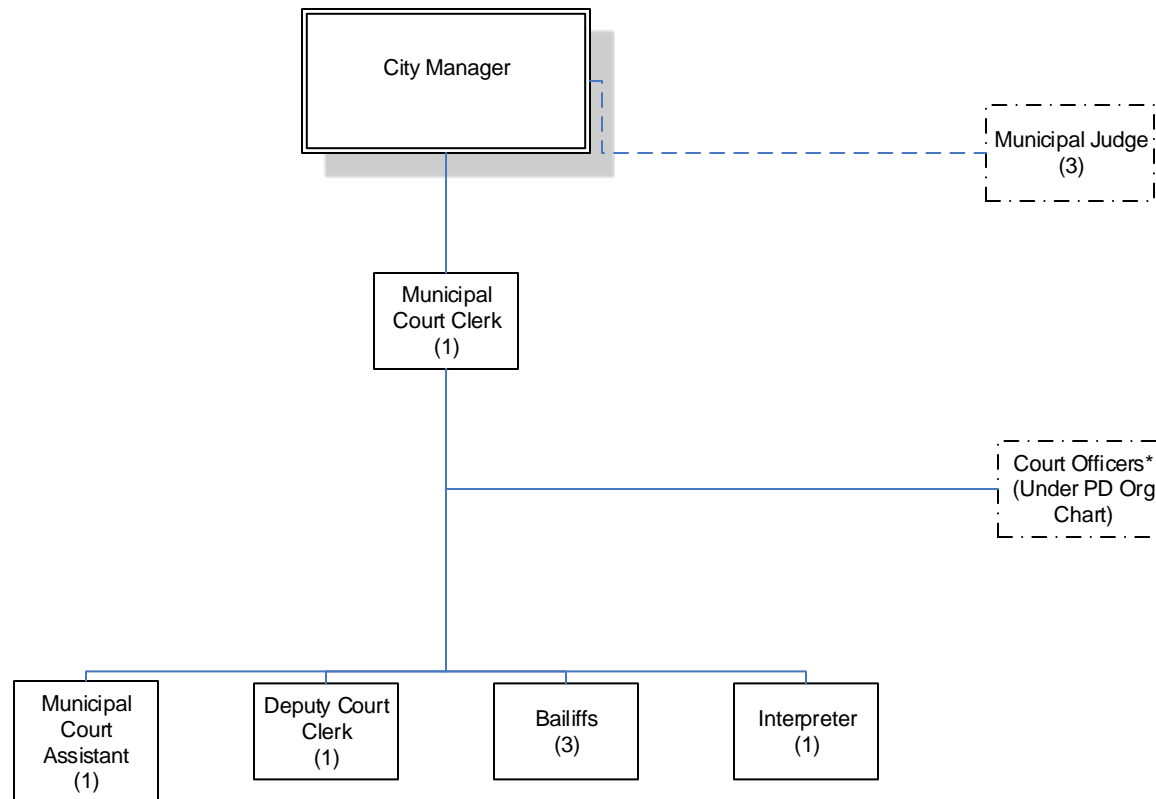 City Manager
Municipal Judge
(3)
Municipal
Court Clerk
(1)
Court Officers*
(Under PD Org
Chart)
Municipal
Court
Assistant
(1)
Deputy Court
Clerk
(1)
Bailiffs
(3)
Interpreter
(1)